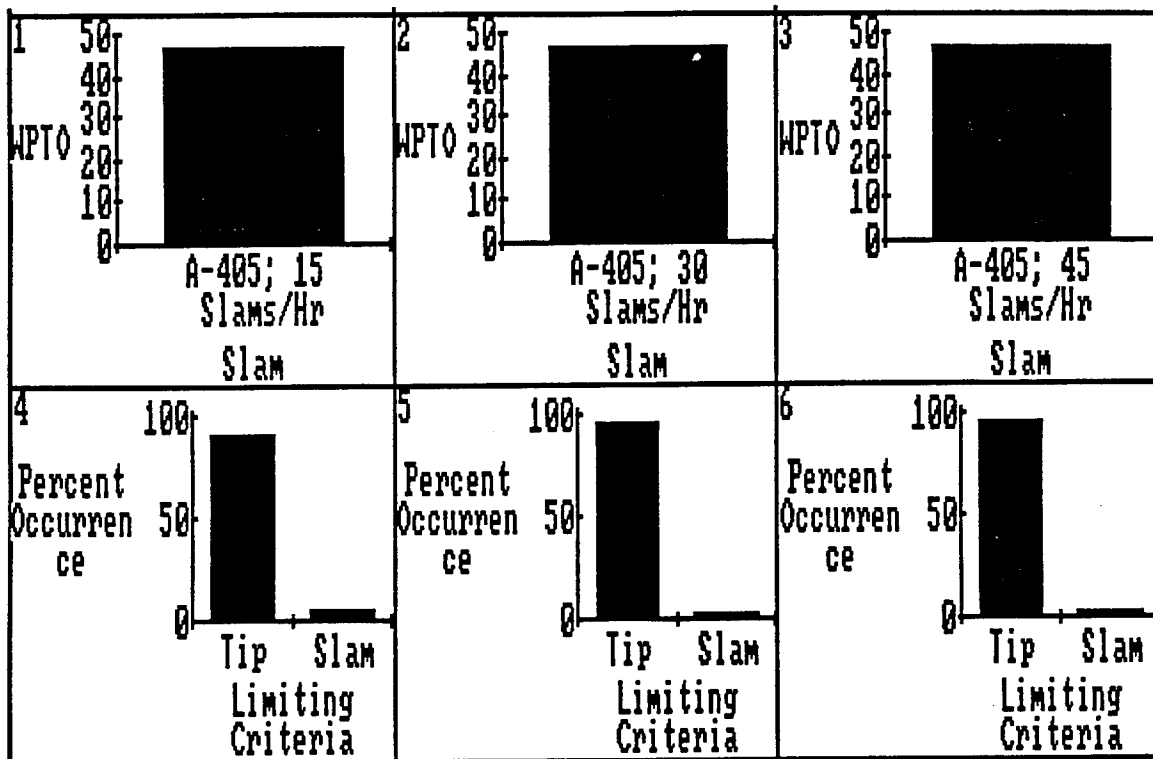 1
50
40
30
20
10
0
WPTO
A-405; 15
Slams/Hr
Slam
2
50
40
30
20
10
0
WPTO
A-405; 30
Slams/Hr
Slam
3
50
40
30
20
10
0
WPTO
A-405; 45
Slams/Hr
Slam
4
100
50
0
Percent
Occurren
ce
Tip Slam
Limiting
Criteria
5
100
50
0
Percent
Occurren
ce
Tip Slam
Limiting
Criteria
6
100
50
0
Percent
Occurren
ce
Tip Slam
Limiting
Criteria